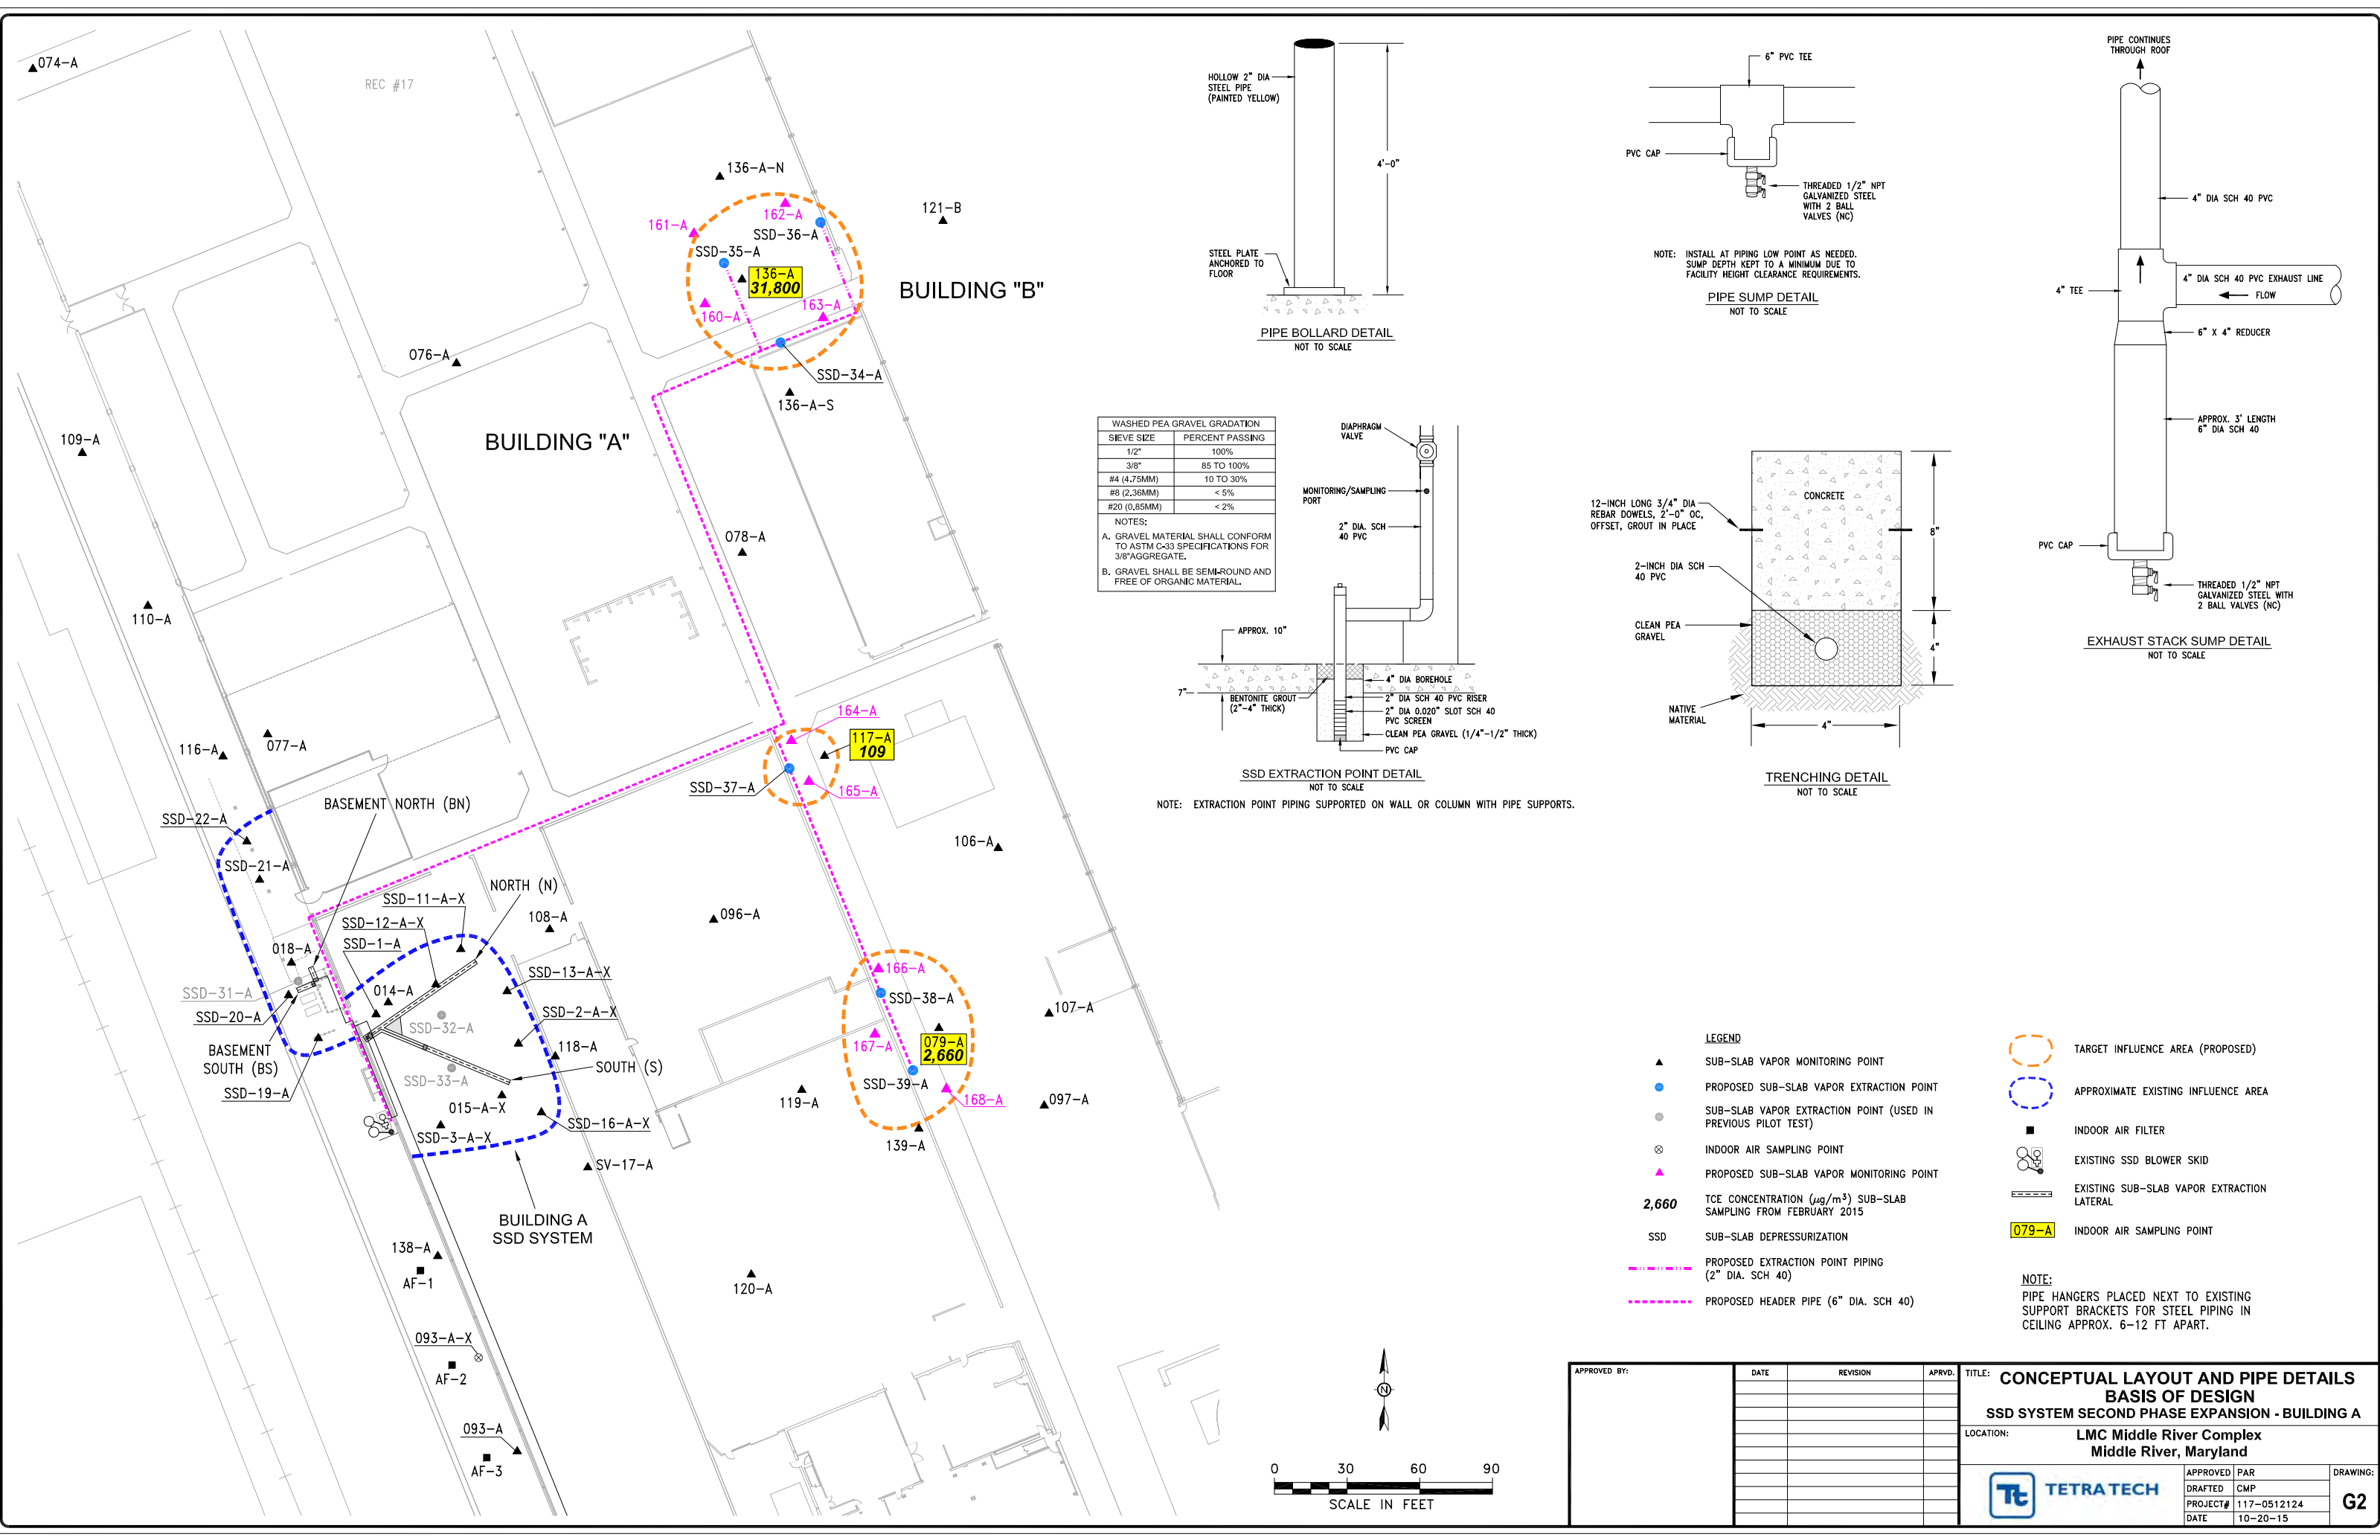 074-A
REC #17
136-A-N
121-B
161-A
162-A
SSD-36-A
SSD-35-A
136-A
31,800
BUILDING "B"
160-A
163-A
076-A
SSD-34-A
136-A-S
109-A
BUILDING "A"
078-A
110-A
116-A
077-A
164-A
117-A
109
SSD-37-A
165-A
BASEMENT NORTH (BN)
SSD-22-A
106-A
SSD-21-A
NORTH (N)
SSD-11-A-X
108-A
096-A
SSD-12-A-X
SSD-1-A
018-A
SSD-13-A-X
166-A
SSD-31-A
014-A
SSD-38-A
107-A
SSD-20-A
SSD-32-A
SSD-2-A-X
079-A
2,660
167-A
BASEMENT
SOUTH (BS)
118-A
SOUTH (S)
SSD-33-A
SSD-39-A
SSD-19-A
015-A-X
119-A
168-A
097-A
SSD-16-A-X
SSD-3-A-X
139-A
SV-17-A
BUILDING A
SSD SYSTEM
138-A
AF-1
120-A
093-A-X
AF-2
093-A
AF-3
HOLLOW 2" DIA
STEEL PIPE
(PAINTED YELLOW)
4'-0"
STEEL PLATE
ANCHORED TO
FLOOR
PIPE BOLLARD DETAIL
NOT TO SCALE
6" PVC TEE
PVC CAP
THREADED 1/2" NPT
GALVANIZED STEEL
WITH 2 BALL
VALVES (NC)
NOTE: INSTALL AT PIPING LOW POINT AS NEEDED.
SUMP DEPTH KEPT TO A MINIMUM DUE TO
FACILITY HEIGHT CLEARANCE REQUIREMENTS.
PIPE SUMP DETAIL
NOT TO SCALE
PIPE CONTINUES
THROUGH ROOF
4" DIA SCH 40 PVC
4" DIA SCH 40 PVC EXHAUST LINE
FLOW
4" TEE
6" X 4" REDUCER
APPROX. 3' LENGTH
6" DIA SCH 40
PVC CAP
THREADED 1/2" NPT
GALVANIZED STEEL WITH
2 BALL VALVES (NC)
EXHAUST STACK SUMP DETAIL
NOT TO SCALE
WASHED PEA GRAVEL GRADATION
SIEVE SIZE PERCENT PASSING
1/2" 100%
3/8" 85 TO 100%
#4 (4.75MM) 10 TO 30%
#8 (2.36MM) < 5%
#20 (0.85MM) < 2%
NOTES:
A. GRAVEL MATERIAL SHALL CONFORM
TO ASTM C-33 SPECIFICATIONS FOR
3/8"AGGREGATE.
B. GRAVEL SHALL BE SEMI-ROUND AND
FREE OF ORGANIC MATERIAL.
DIAPHRAGM
VALVE
MONITORING/SAMPLING
PORT
2" DIA. SCH
40 PVC
APPROX. 10"
7"
BENTONITE GROUT
(2"-4" THICK)
4" DIA BOREHOLE
2" DIA SCH 40 PVC RISER
2" DIA 0.020" SLOT SCH 40
PVC SCREEN
CLEAN PEA GRAVEL (1/4"-1/2" THICK)
PVC CAP
SSD EXTRACTION POINT DETAIL
NOT TO SCALE
NOTE: EXTRACTION POINT PIPING SUPPORTED ON WALL OR COLUMN WITH PIPE SUPPORTS.
CONCRETE
12-INCH LONG 3/4" DIA
REBAR DOWELS, 2'-0" OC,
OFFSET, GROUT IN PLACE
8"
2-INCH DIA SCH
40 PVC
CLEAN PEA
GRAVEL
4"
NATIVE
MATERIAL
4"
TRENCHING DETAIL
NOT TO SCALE
LEGEND
SUB-SLAB VAPOR MONITORING POINT
PROPOSED SUB-SLAB VAPOR EXTRACTION POINT
SUB-SLAB VAPOR EXTRACTION POINT (USED IN
PREVIOUS PILOT TEST)
INDOOR AIR SAMPLING POINT
PROPOSED SUB-SLAB VAPOR MONITORING POINT
2,660 TCE CONCENTRATION (µg/m³) SUB-SLAB
SAMPLING FROM FEBRUARY 2015
SSD SUB-SLAB DEPRESSURIZATION
PROPOSED EXTRACTION POINT PIPING
(2" DIA. SCH 40)
PROPOSED HEADER PIPE (6" DIA. SCH 40)
TARGET INFLUENCE AREA (PROPOSED)
APPROXIMATE EXISTING INFLUENCE AREA
INDOOR AIR FILTER
EXISTING SSD BLOWER SKID
EXISTING SUB-SLAB VAPOR EXTRACTION
LATERAL
079-A INDOOR AIR SAMPLING POINT
NOTE:
PIPE HANGERS PLACED NEXT TO EXISTING
SUPPORT BRACKETS FOR STEEL PIPING IN
CEILING APPROX. 6-12 FT APART.
N
0 30 60 90
SCALE IN FEET
APPROVED BY:
DATE REVISION APRVD.
TITLE: CONCEPTUAL LAYOUT AND PIPE DETAILS
BASIS OF DESIGN
SSD SYSTEM SECOND PHASE EXPANSION - BUILDING A
LOCATION: LMC Middle River Complex
Middle River, Maryland
Tt TETRA TECH
APPROVED PAR
DRAFTED CMP
PROJECT# 117-0512124
DATE 10-20-15
DRAWING:
G2